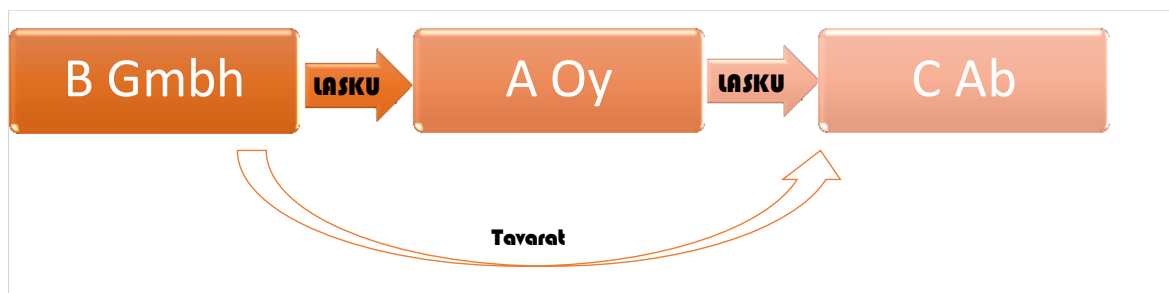 B Gmbh
LASKU
A Oy
LASKU
C Ab
Tavarat